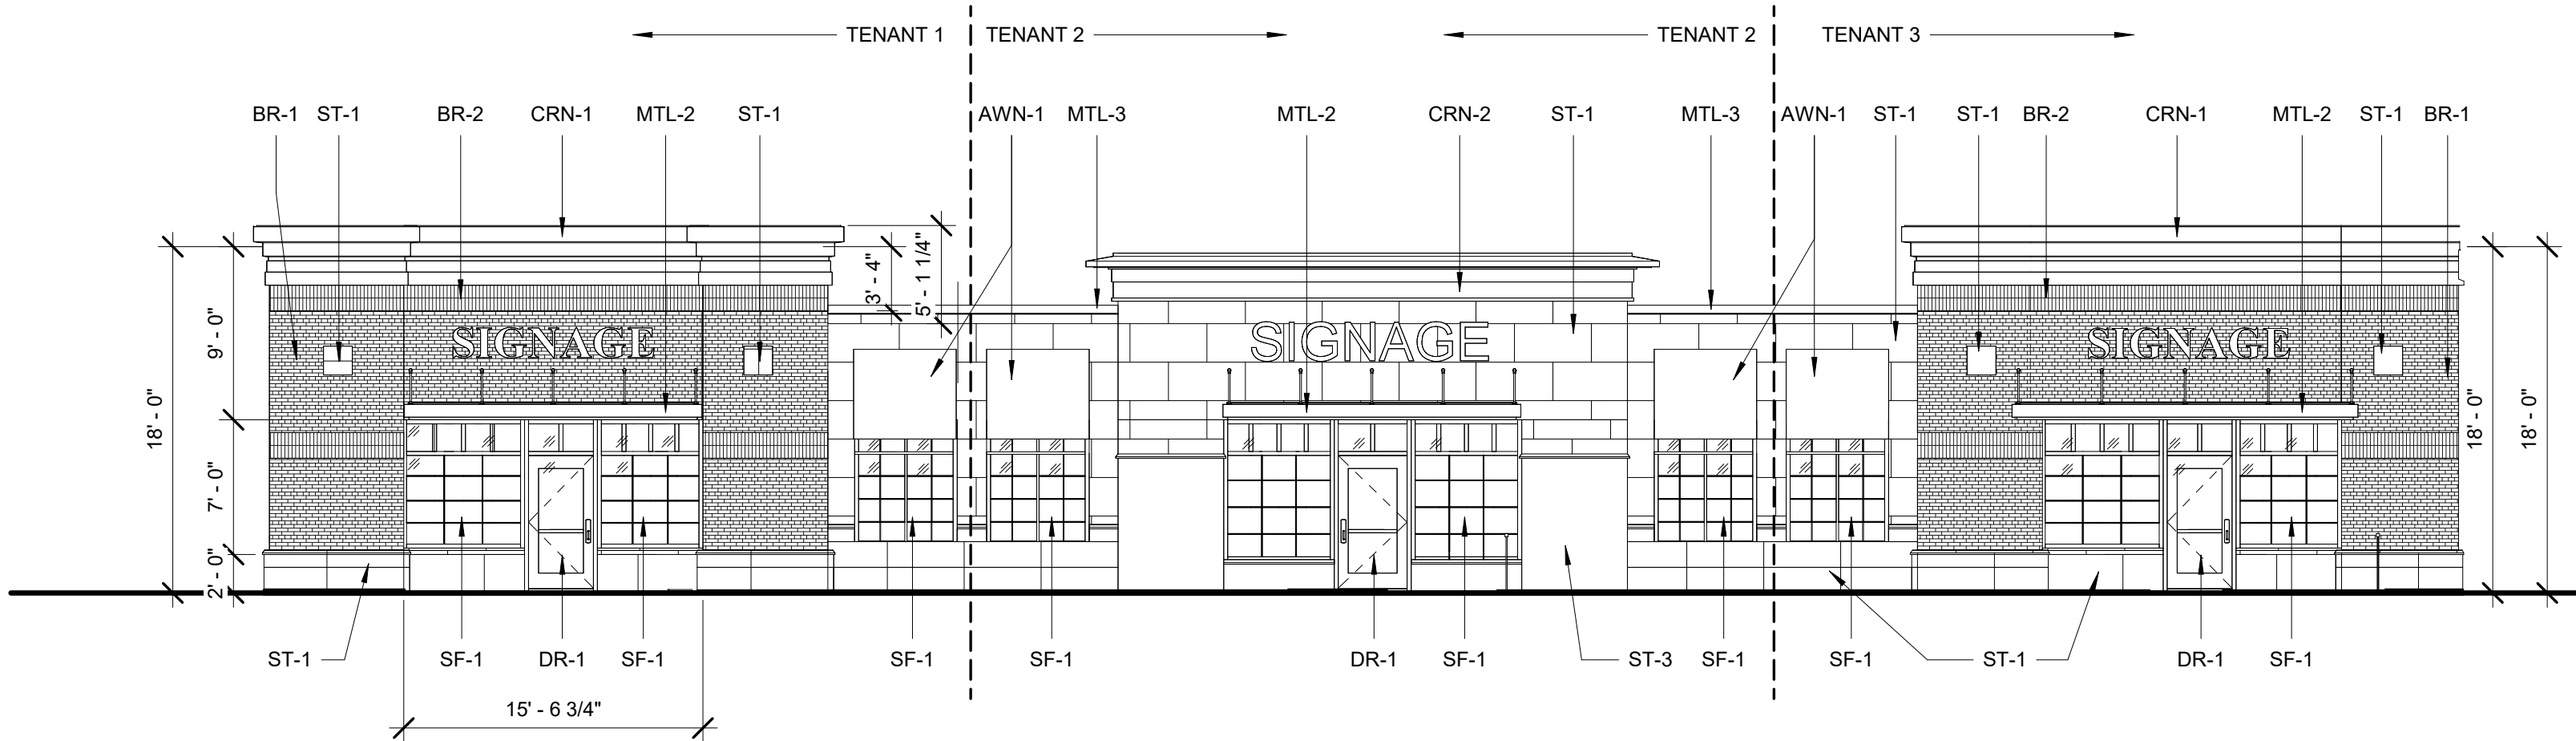 TENANT 1 TENANT 2 TENANT 2 TENANT 3
BR-1 ST-1 BR-2 CRN-1 MTL-2 ST-1 AWN-1 MTL-3 MTL-2 CRN-2 ST-1 MTL-3 AWN-1 ST-1 ST-1 BR-2 CRN-1 MTL-2 ST-1 BR-1
18' - 0"
9' - 0"
7' - 0"
2' - 0"
3' - 4"
5' - 1 1/4"
SIGNAGE SIGNAGE SIGNAGE
18' - 0"
18' - 0"
ST-1 SF-1 DR-1 SF-1 SF-1 SF-1 DR-1 SF-1 ST-3 SF-1 SF-1 ST-1 DR-1 SF-1
15' - 6 3/4"